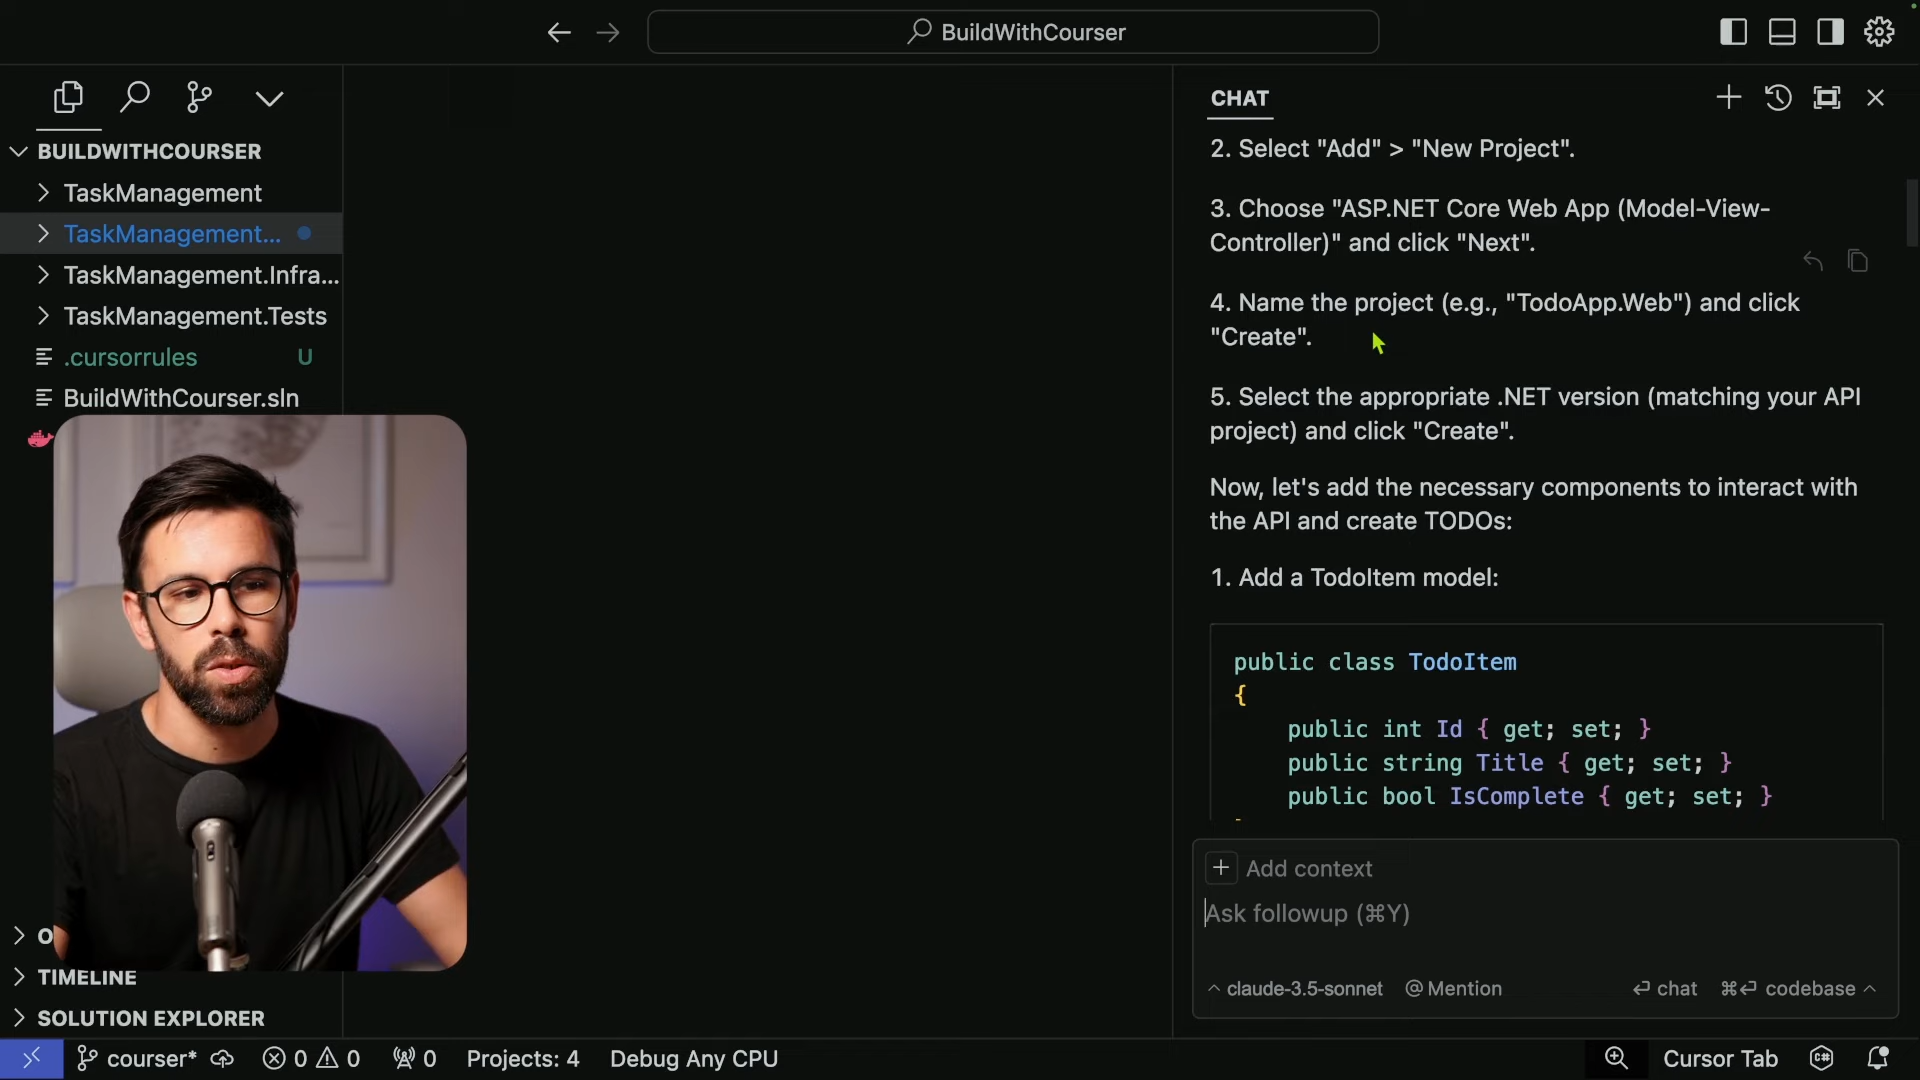 BuildWithCourser
BUILDWITHCOURSER
TaskManagement
TaskManagement...
TaskManagement.Infra...
TaskManagement.Tests
.cursorrules U
BuildWithCourser.sln
O
TIMELINE
SOLUTION EXPLORER
CHAT
2. Select "Add" > "New Project".
3. Choose "ASP.NET Core Web App (Model-View-
Controller)" and click "Next".
4. Name the project (e.g., "TodoApp.Web") and click
"Create".
5. Select the appropriate .NET version (matching your API
project) and click "Create".
Now, let's add the necessary components to interact with
the API and create TODOs:
1. Add a TodoItem model:
public class TodoItem
{
public int Id { get; set; }
public string Title { get; set; }
public bool IsComplete { get; set; }
+ Add context
Ask followup (⌘Y)
claude-3.5-sonnet @ Mention ⏎ chat ⌘⏎ codebase
courser* 0 0 0 Projects: 4 Debug Any CPU Cursor Tab